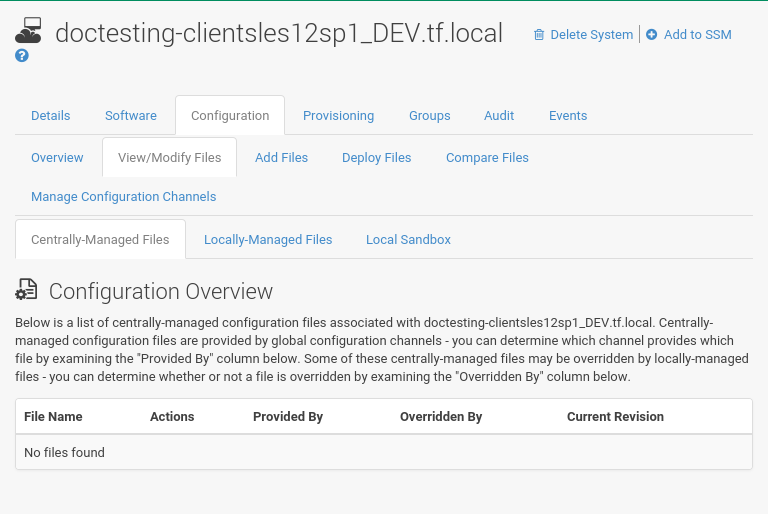 doctesting-clientsles12sp1_DEV.tf.local
Delete System | Add to SSM
?
Details Software Configuration Provisioning Groups Audit Events
Overview View/Modify Files Add Files Deploy Files Compare Files
Manage Configuration Channels
Centrally-Managed Files Locally-Managed Files Local Sandbox
Configuration Overview
Below is a list of centrally-managed configuration files associated with doctesting-clientsles12sp1_DEV.tf.local. Centrally-
managed configuration files are provided by global configuration channels - you can determine which channel provides which
file by examining the "Provided By" column below. Some of these centrally-managed files may be overridden by locally-managed
files - you can determine whether or not a file is overridden by examining the "Overridden By" column below.
File Name Actions Provided By Overridden By Current Revision
No files found